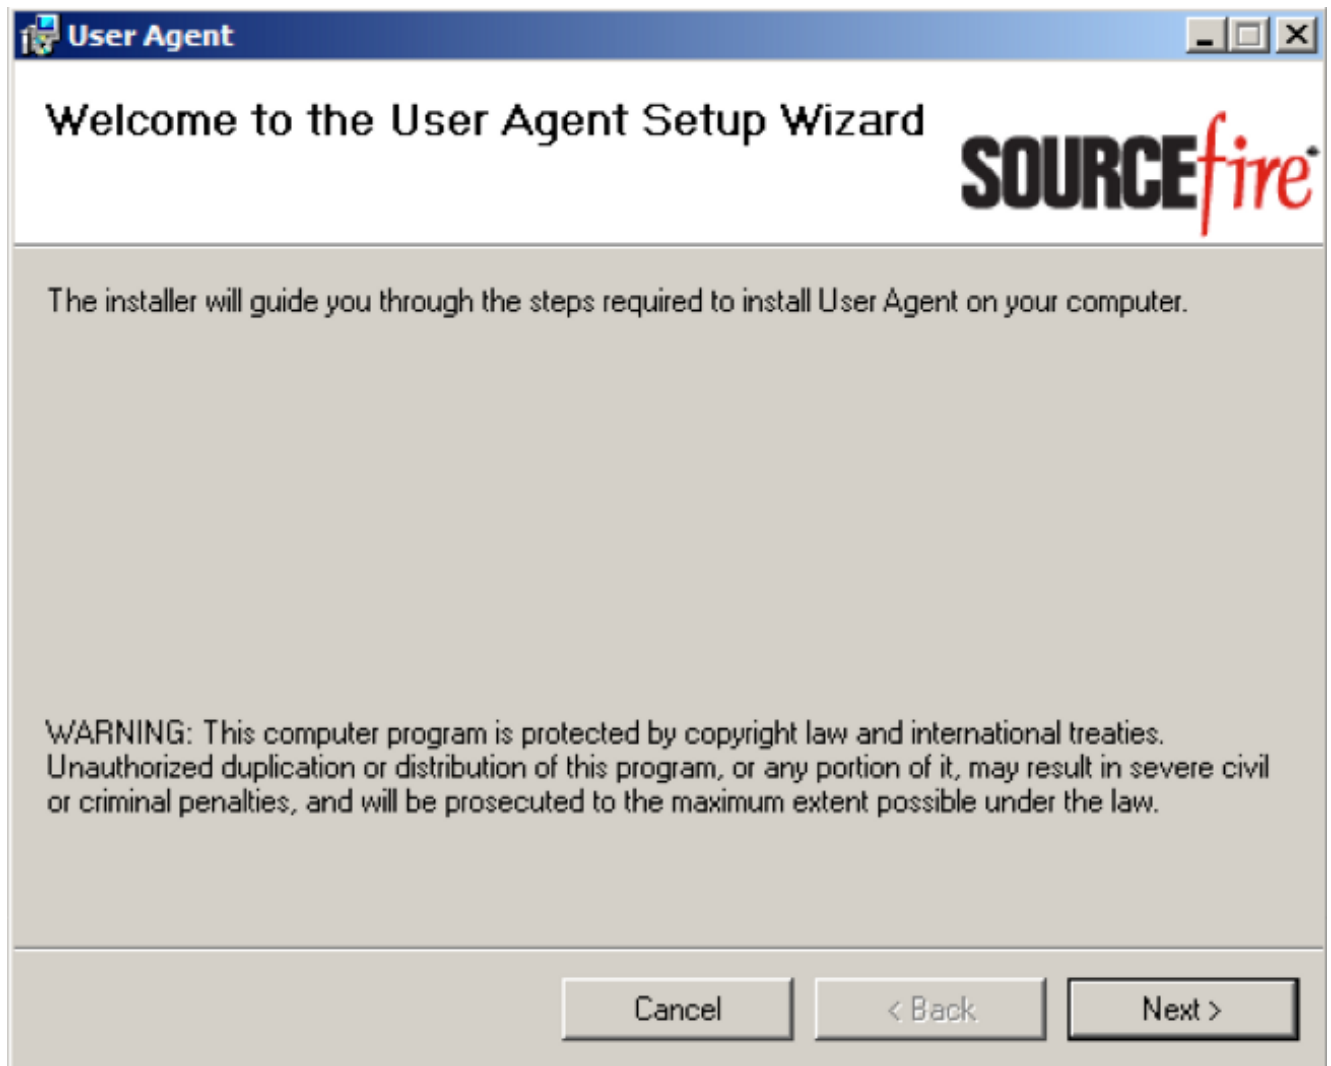 User Agent
Welcome to the User Agent Setup Wizard
SOURCEfire
The installer will guide you through the steps required to install User Agent on your computer.
WARNING: This computer program is protected by copyright law and international treaties.
Unauthorized duplication or distribution of this program, or any portion of it, may result in severe civil
or criminal penalties, and will be prosecuted to the maximum extent possible under the law.
Cancel
< Back
Next >